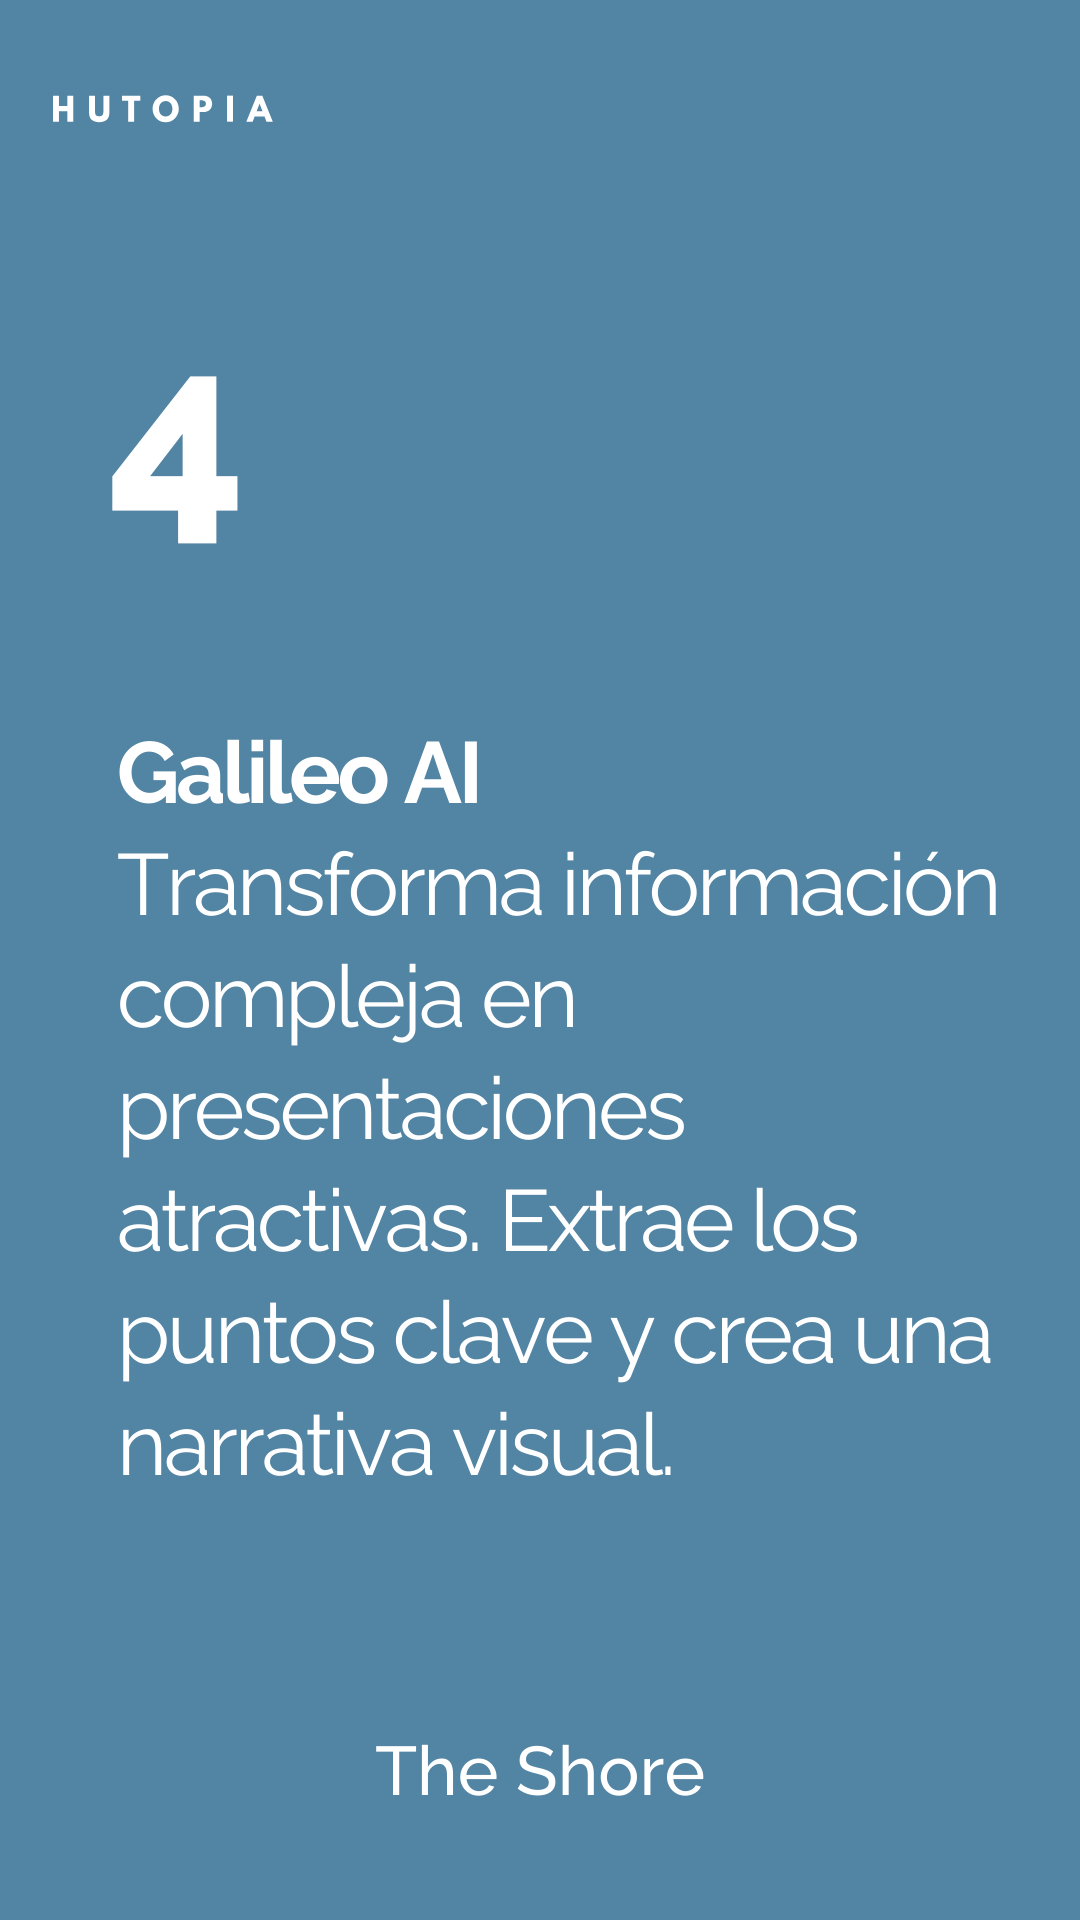 HUTOPIA
4
Galileo AI
Transforma información
compleja en
presentaciones
atractivas. Extrae los
puntos clave y crea una
narrativa visual.
The Shore